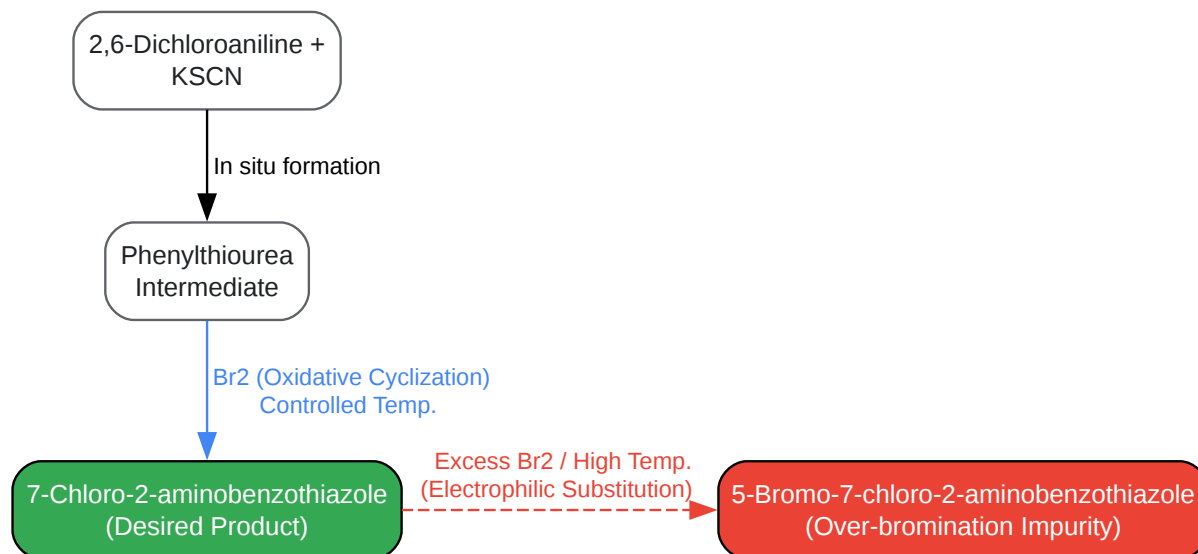 2,6-Dichloroaniline +
KSCN
In situ formation
Phenylthiourea
Intermediate
Br2 (Oxidative Cyclization)
Controlled Temp.
7-Chloro-2-aminobenzothiazole
(Desired Product)
Excess Br2 / High Temp.
(Electrophilic Substitution)
5-Bromo-7-chloro-2-aminobenzothiazole
(Over-bromination Impurity)